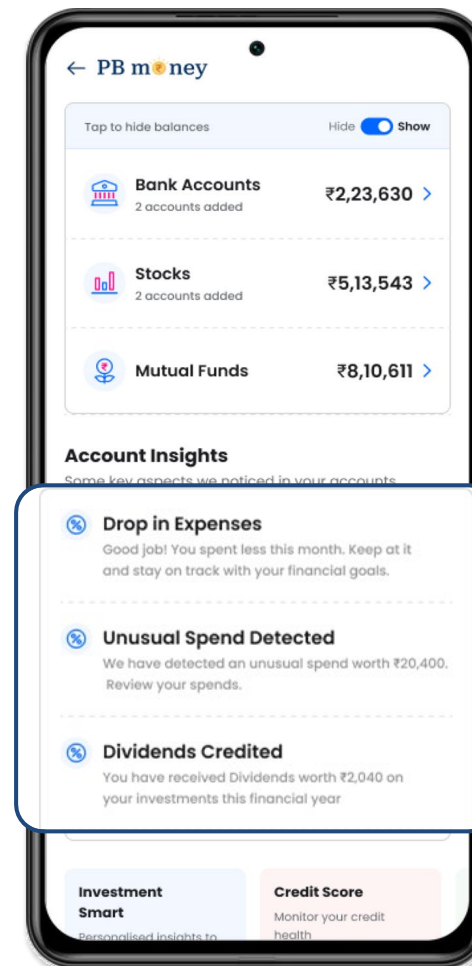 ← PB money
Tap to hide balances Hide Show
Bank Accounts ₹2,23,630 >
2 accounts added
Stocks ₹5,13,543 >
2 accounts added
Mutual Funds ₹8,10,611 >
Account Insights
Some key aspects we noticed in your accounts
Drop in Expenses
Good job! You spent less this month. Keep at it
and stay on track with your financial goals.
Unusual Spend Detected
We have detected an unusual spend worth ₹20,400.
Review your spends.
Dividends Credited
You have received Dividends worth ₹2,040 on
your investments this financial year
Investment
Smart
Personalised insights to
Credit Score
Monitor your credit
health